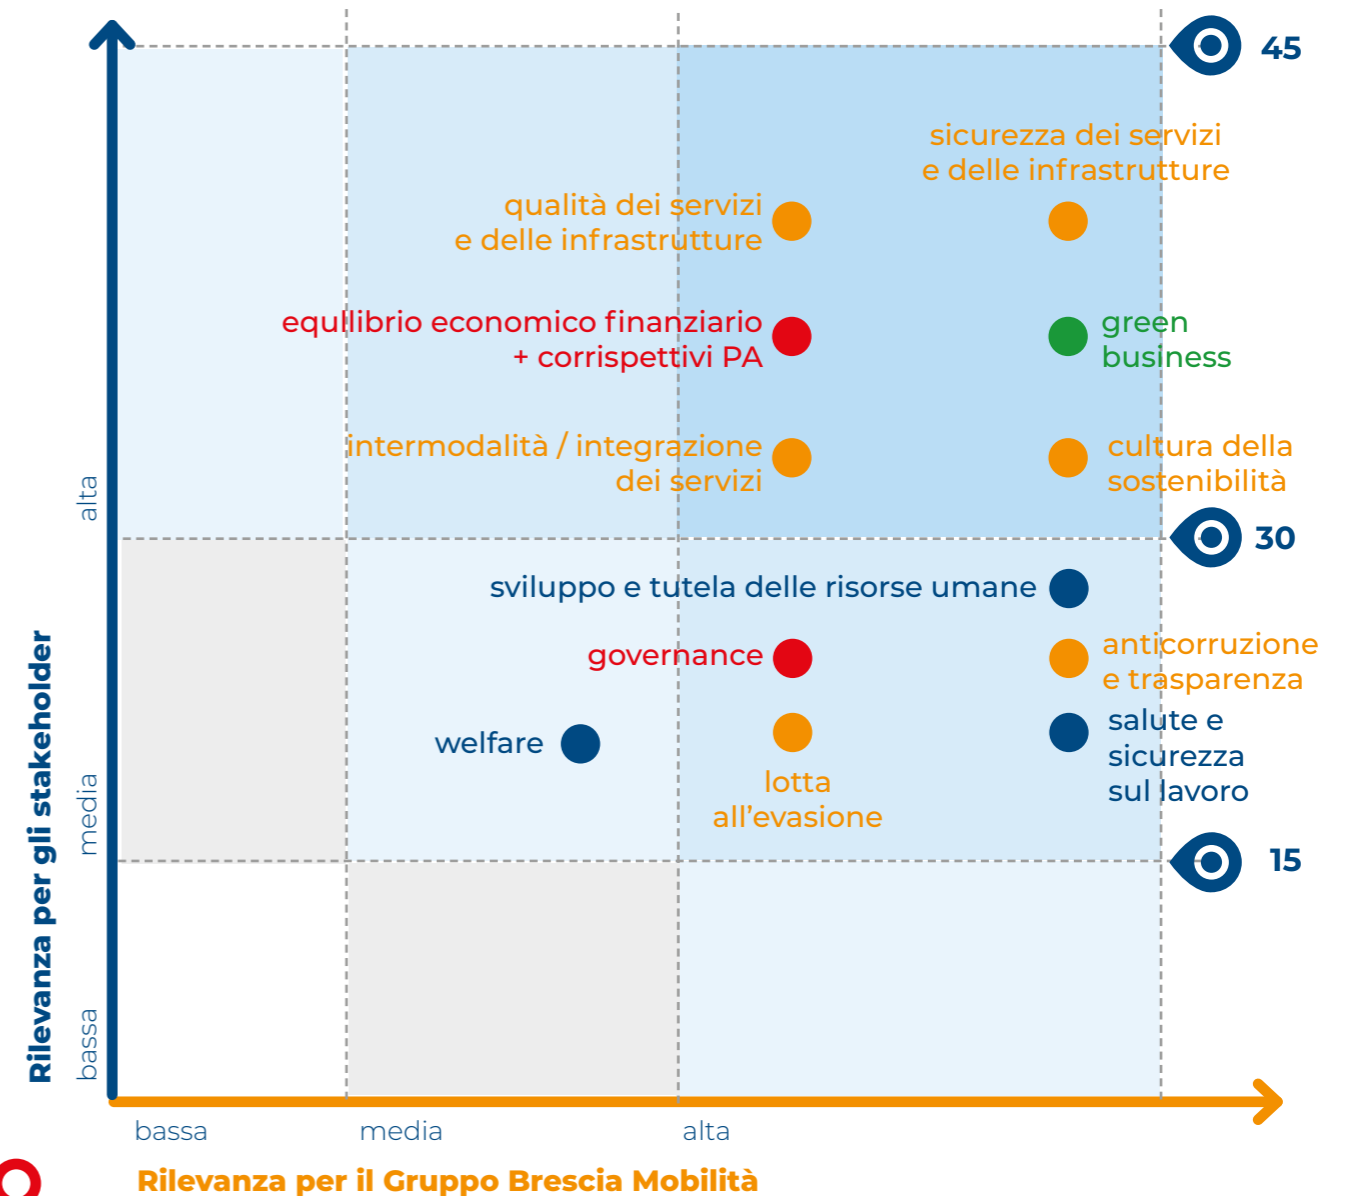 45
sicurezza dei servizi
e delle infrastrutture
qualità dei servizi
e delle infrastrutture
equllibrio economico finanziario
+ corrispettivi PA
green
business
intermodalità / integrazione
dei servizi
cultura della
sostenibilità
alta
30
sviluppo e tutela delle risorse umane
governance
anticorruzione
e trasparenza
welfare
salute e
sicurezza
sul lavoro
lotta
all’evasione
media
15
Rilevanza per gli stakeholder
bassa
bassa
media
alta
Rilevanza per il Gruppo Brescia Mobilità